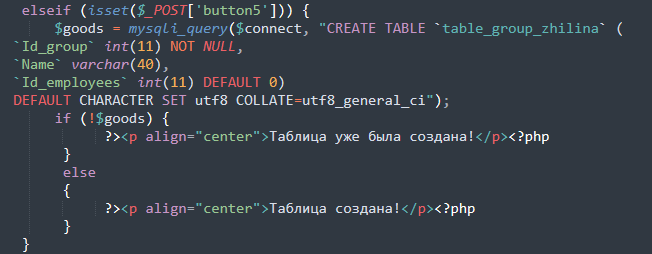 elseif (isset($_POST['button5'])) {
$goods = mysqli_query($connect, "CREATE TABLE `table_group_zhilina` (
`Id_group` int(11) NOT NULL,
`Name` varchar(40),
`Id_employees` int(11) DEFAULT 0)
DEFAULT CHARACTER SET utf8 COLLATE=utf8_general_ci");
if (!$goods) {
?><p align="center">Таблица уже была создана!</p><?php
}
else
{
?><p align="center">Таблица создана!</p><?php
}
}